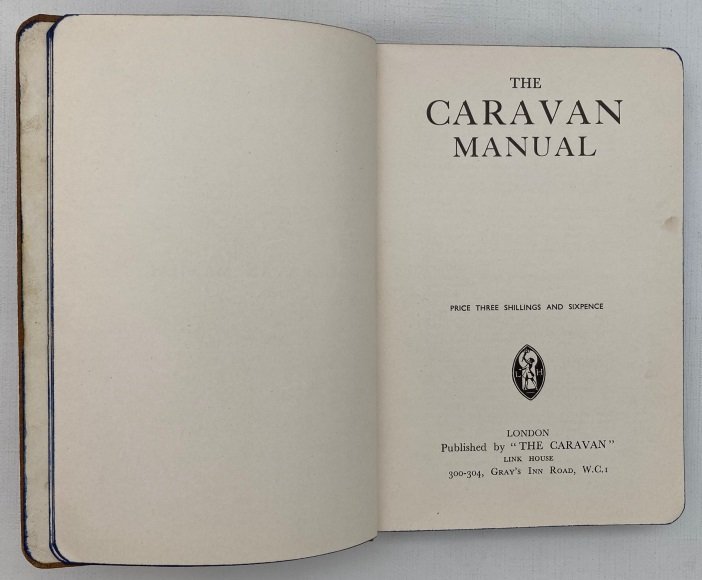 THE
CARAVAN
MANUAL
PRICE THREE SHILLINGS AND SIXPENCE
L H
LONDON
Published by "THE CARAVAN"
LINK HOUSE
300-304, GRAY'S INN ROAD, W.C.1